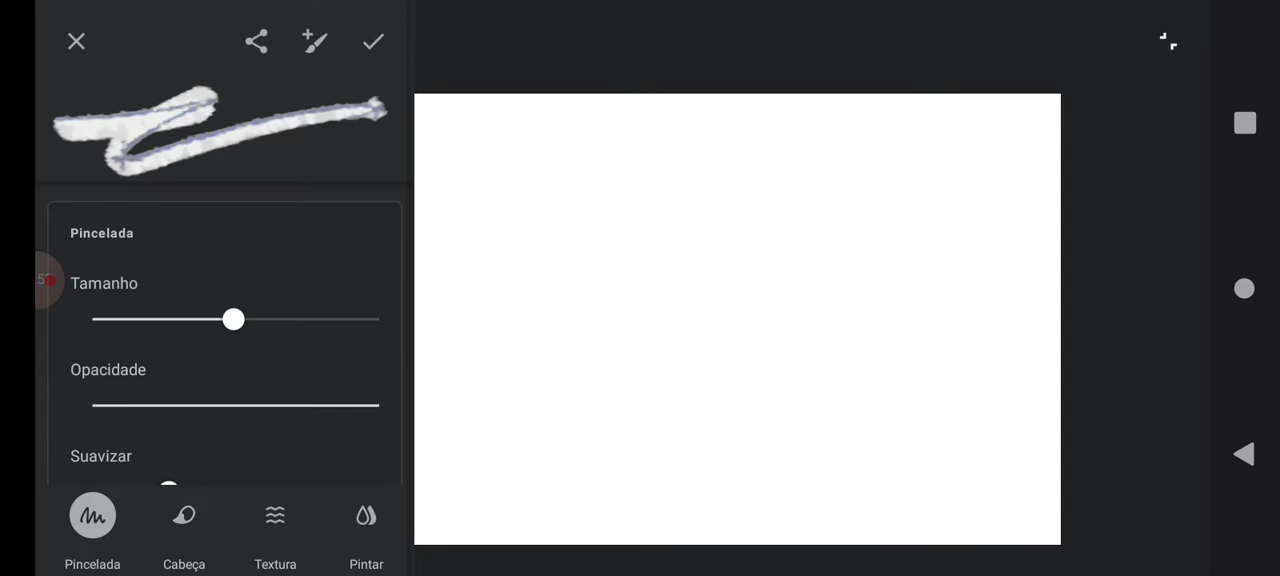 Pincelada
Tamanho
Opacidade
Suavizar
Pincelada
Cabeça
Textura
Pintar